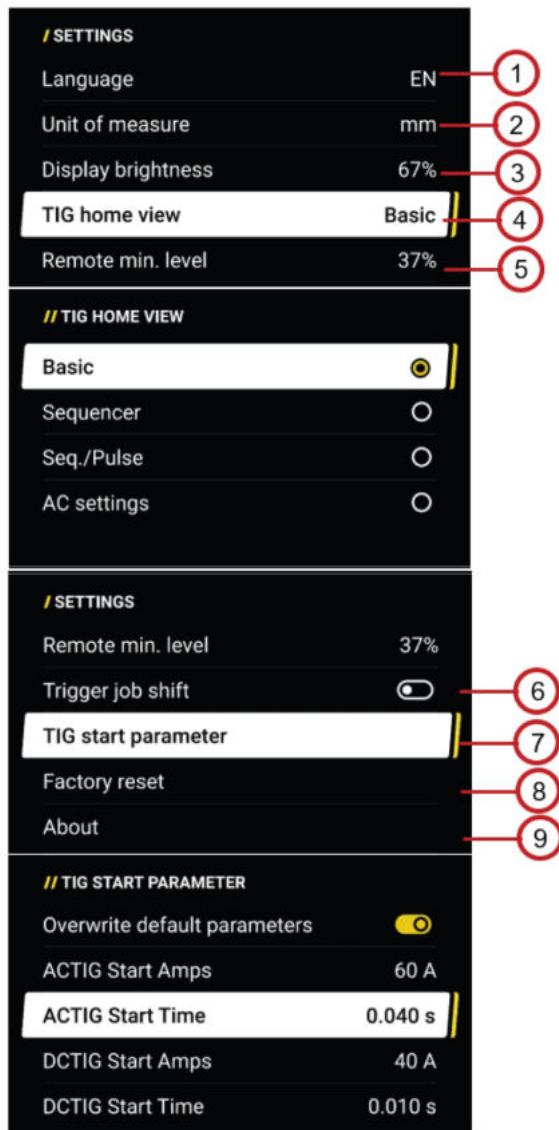 / SETTINGS
Language EN 1
Unit of measure mm 2
Display brightness 67% 3
TIG home view Basic 4
Remote min. level 37% 5
// TIG HOME VIEW
Basic
Sequencer
Seq./Pulse
AC settings
/ SETTINGS
Remote min. level 37%
Trigger job shift 6
TIG start parameter 7
Factory reset 8
About 9
// TIG START PARAMETER
Overwrite default parameters
ACTIG Start Amps 60 A
ACTIG Start Time 0.040 s
DCTIG Start Amps 40 A
DCTIG Start Time 0.010 s